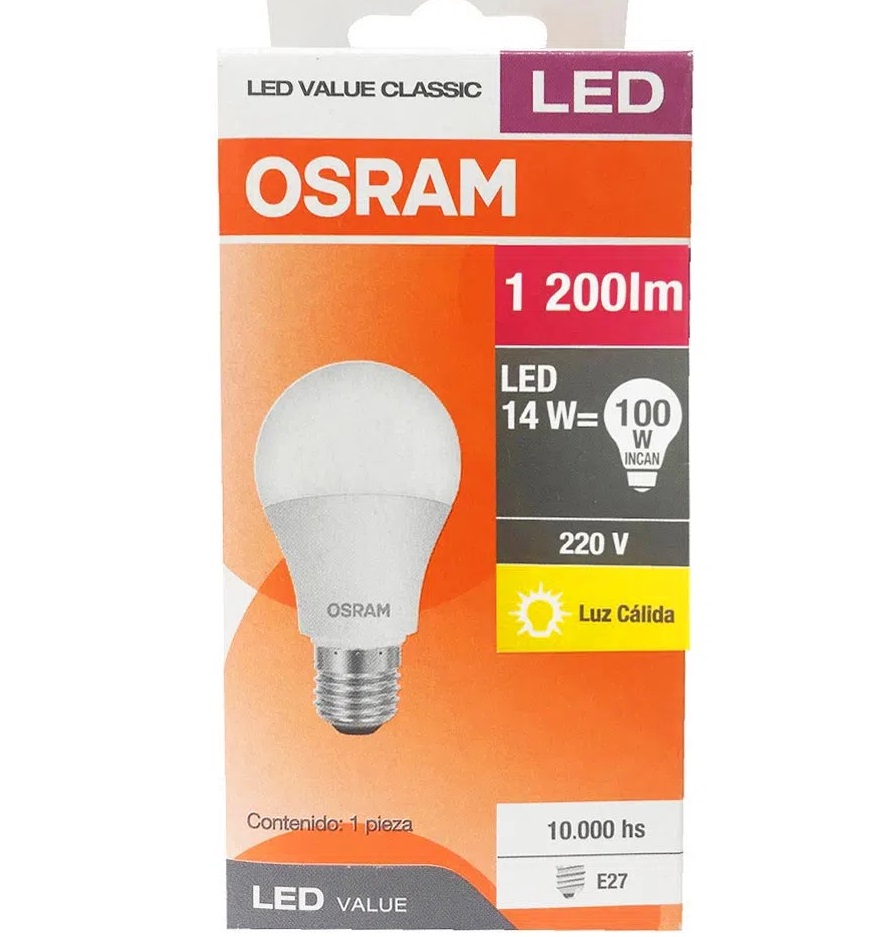 LED VALUE CLASSIC
LED
OSRAM
1 200lm
LED
14 W=
100
W
INCAN
220 V
Luz Cálida
OSRAM
Contenido: 1 pieza
10.000 hs
E27
LED VALUE